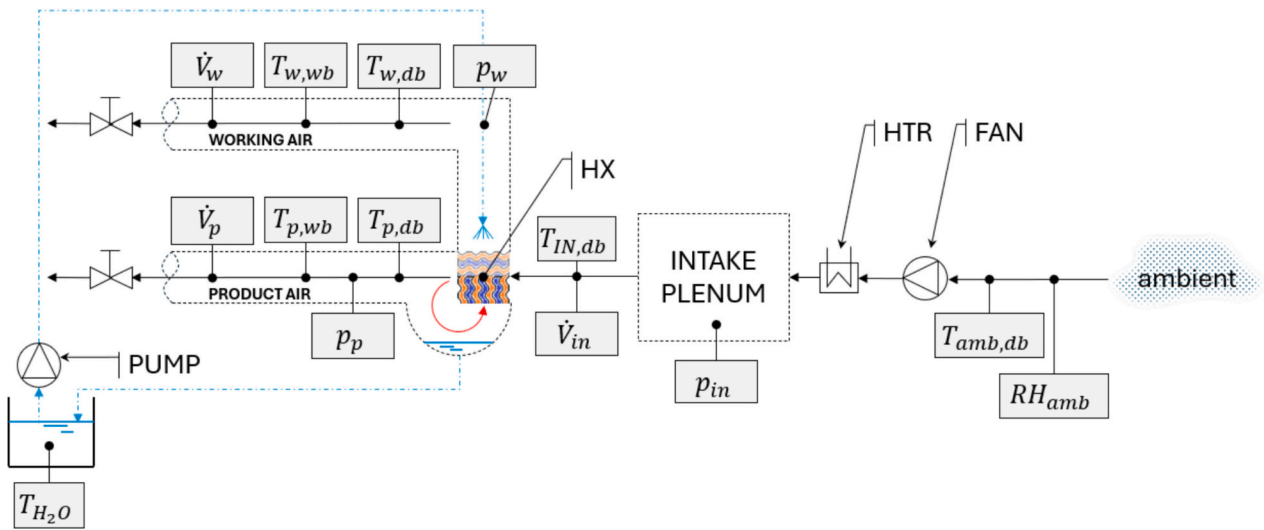 V̇w Tw,wb Tw,db pw
WORKING AIR
HTR FAN
HX
V̇p Tp,wb Tp,db
TIN,db
INTAKE
PLENUM
ambient
PRODUCT AIR
pp
V̇in
Tamb,db
PUMP
pin
RHamb
TH2O